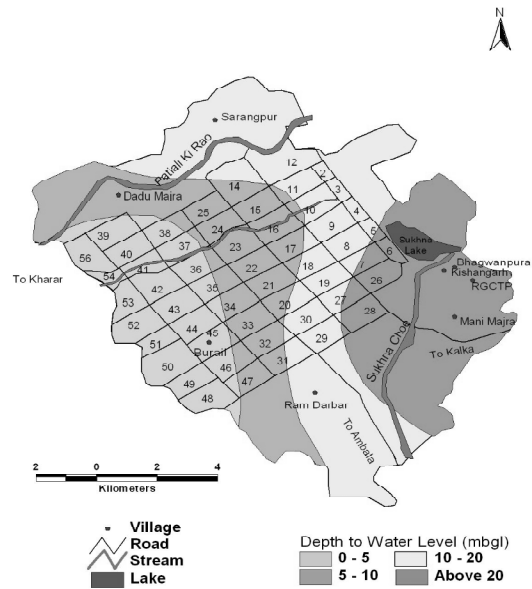 N
Sarangpur
Patiali Ki Rao
Dadu Majra
12
2
14
11
3
25
15
10
4
39
38
24
16
9
5
Sukhna Lake
56
40
37
23
17
8
6
Bhagwanpura
To Kharar
54
41
36
22
18
7
Kishangarh
RGCTP
53
42
35
21
19
26
52
43
34
20
27
28
Mani Majra
44
45
33
30
51
Burail
32
29
Sukhna Choa
To Kalka
50
46
31
49
47
48
Ram Darbar
To Ambala
2 0 2 4
Kilometers
Village
Road
Stream
Lake
Depth to Water Level (mbgl)
0 - 5 10 - 20
5 - 10 Above 20